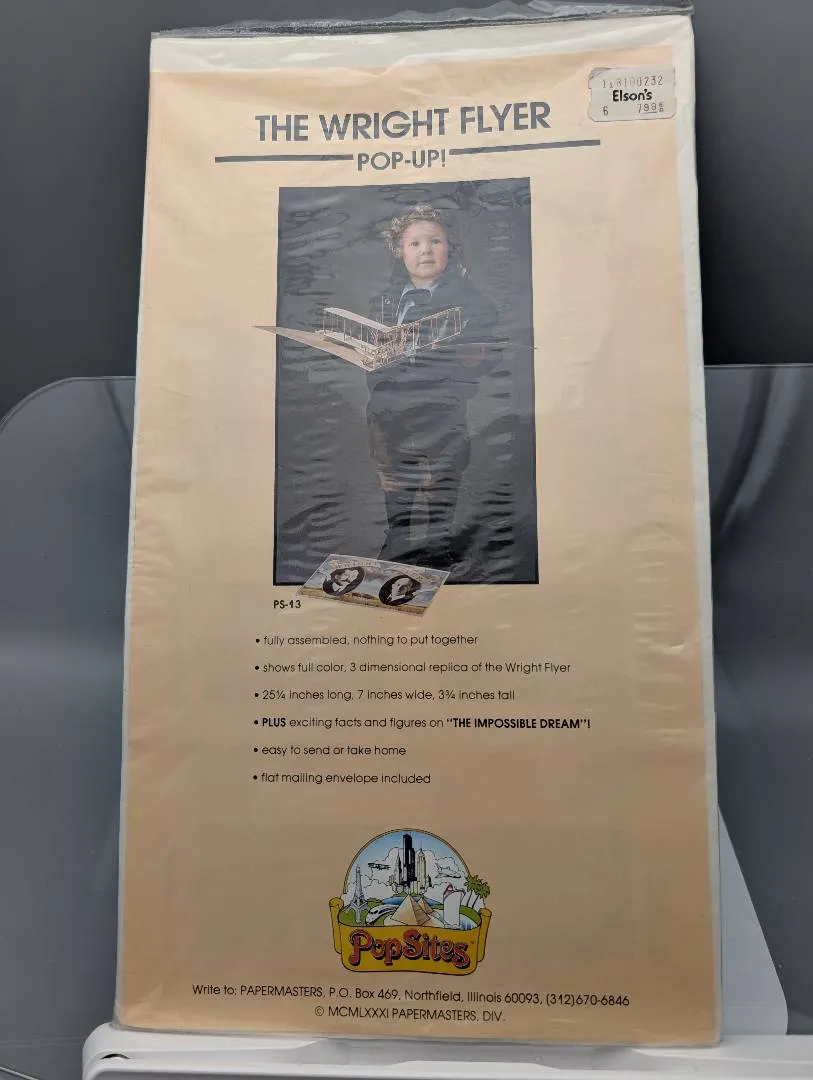 118100232
Elson's
6 799
THE WRIGHT FLYER
POP-UP!
PS-13
• fully assembled, nothing to put together
• shows full color, 3 dimensional replica of the Wright Flyer
• 25¼ inches long, 7 inches wide, 3¾ inches tall
• PLUS exciting facts and figures on "THE IMPOSSIBLE DREAM"!
• easy to send or take home
• flat mailing envelope included
PopSites™
Write to: PAPERMASTERS, P.O. Box 469, Northfield, Illinois 60093, (312)670-6846
© MCMLXXXI PAPERMASTERS, DIV.